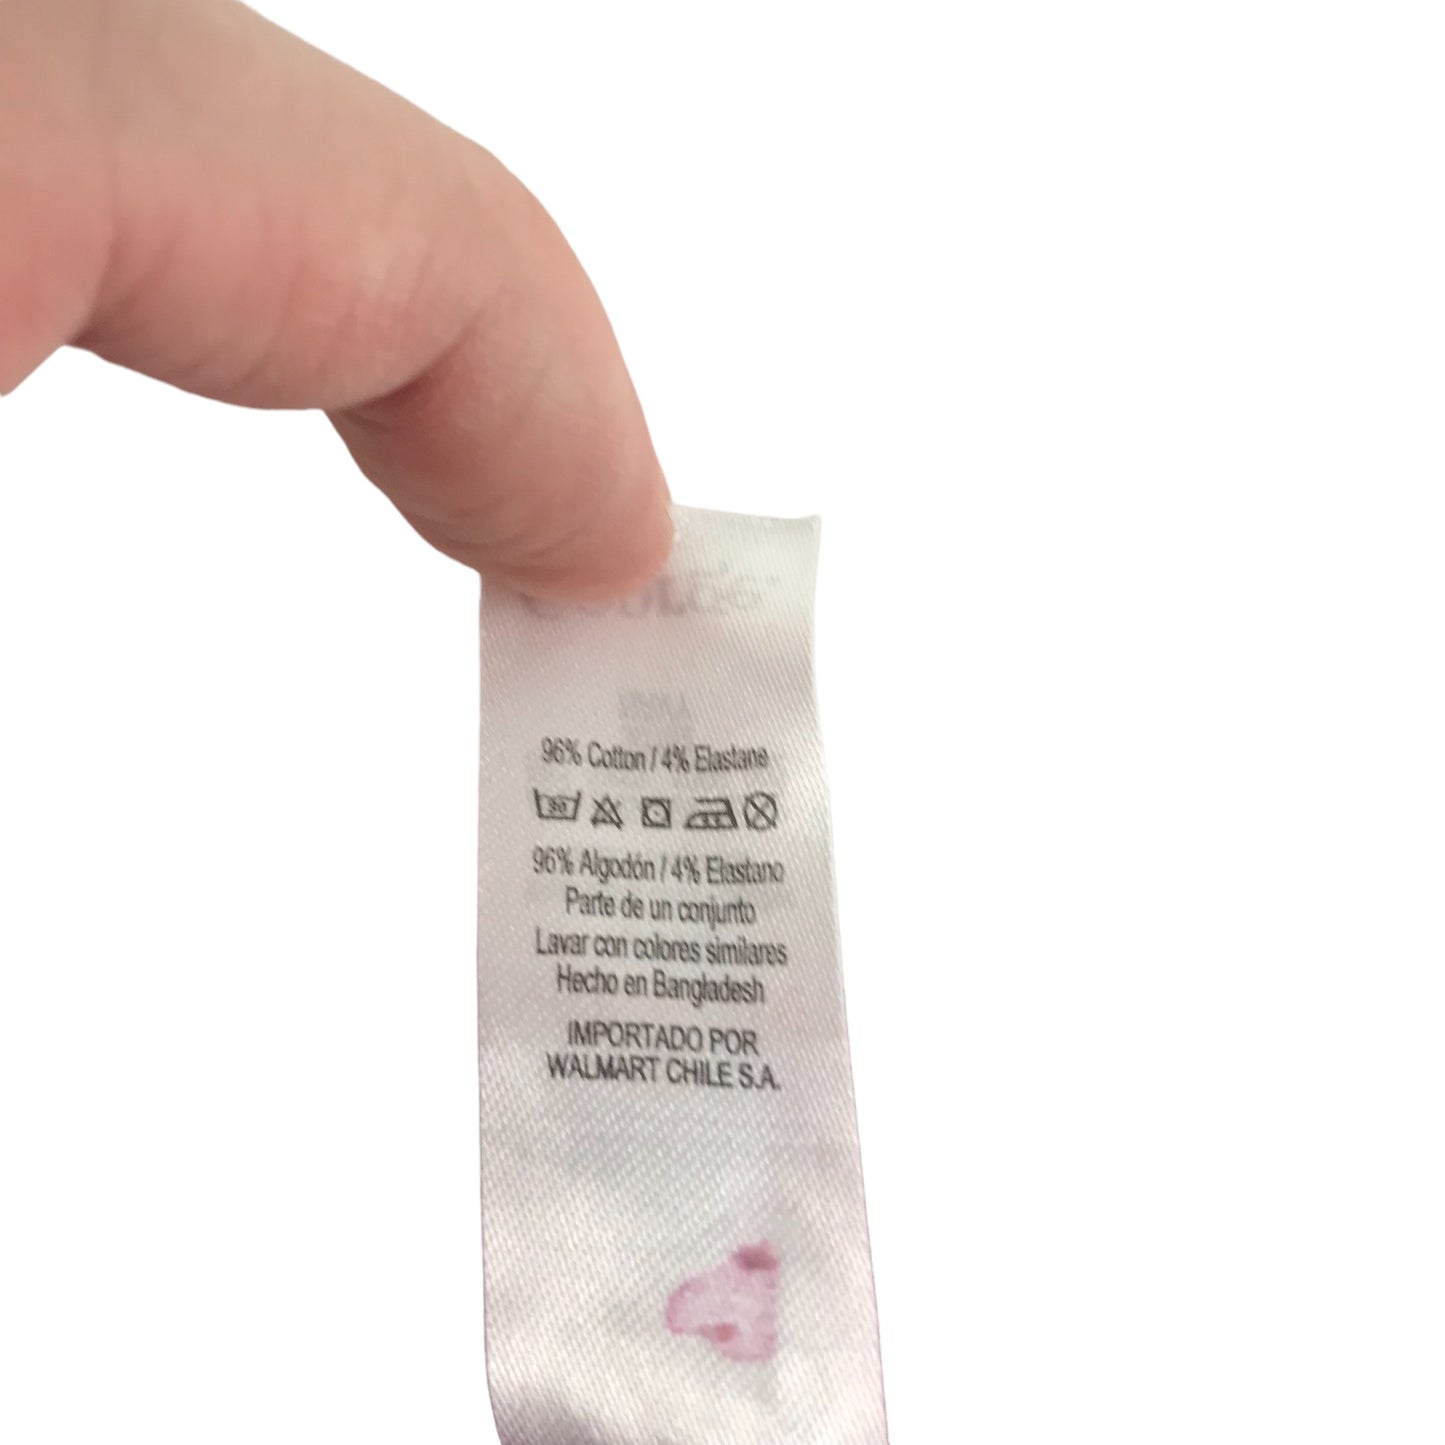 96% Cotton / 4% Elastane
30
96% Algodón / 4% Elastano
Parte de un conjunto
Lavar con colores similares
Hecho en Bangladesh
IMPORTADO POR
WALMART CHILE S.A.